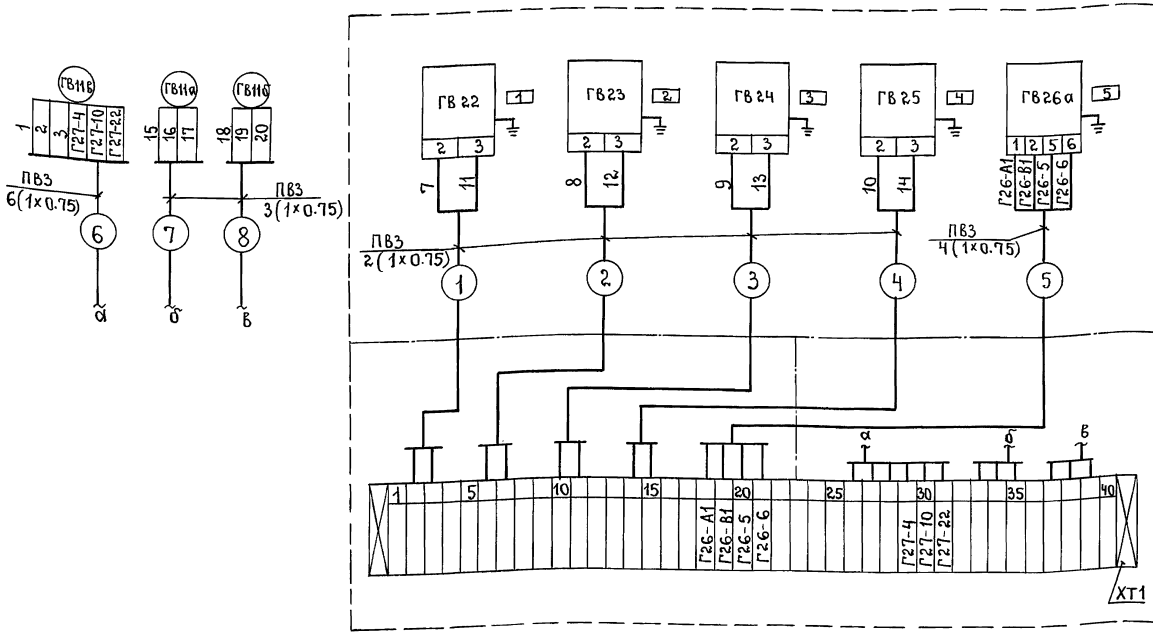 ГВ11в
ГВ11а
ГВ11б
1
2
3
Г27-4
Г27-10
Г27-22
15
16
17
18
19
20
ПВ3
6(1×0.75)
ПВ3
3(1×0.75)
6
7
8
а
б
в
ГВ22
1
ГВ23
2
ГВ24
3
ГВ25
4
ГВ26а
5
2 3
2 3
2 3
2 3
1 2 5 6
7
11
8
12
9
13
10
14
Г26-А1
Г26-В1
Г26-5
Г26-6
ПВ3
2(1×0.75)
ПВ3
4(1×0.75)
1
2
3
4
5
а
б
в
1 5 10 15 20 25 30 35 40
Г26-А1
Г26-В1
Г26-5
Г26-6
Г27-4
Г27-10
Г27-22
ХТ1